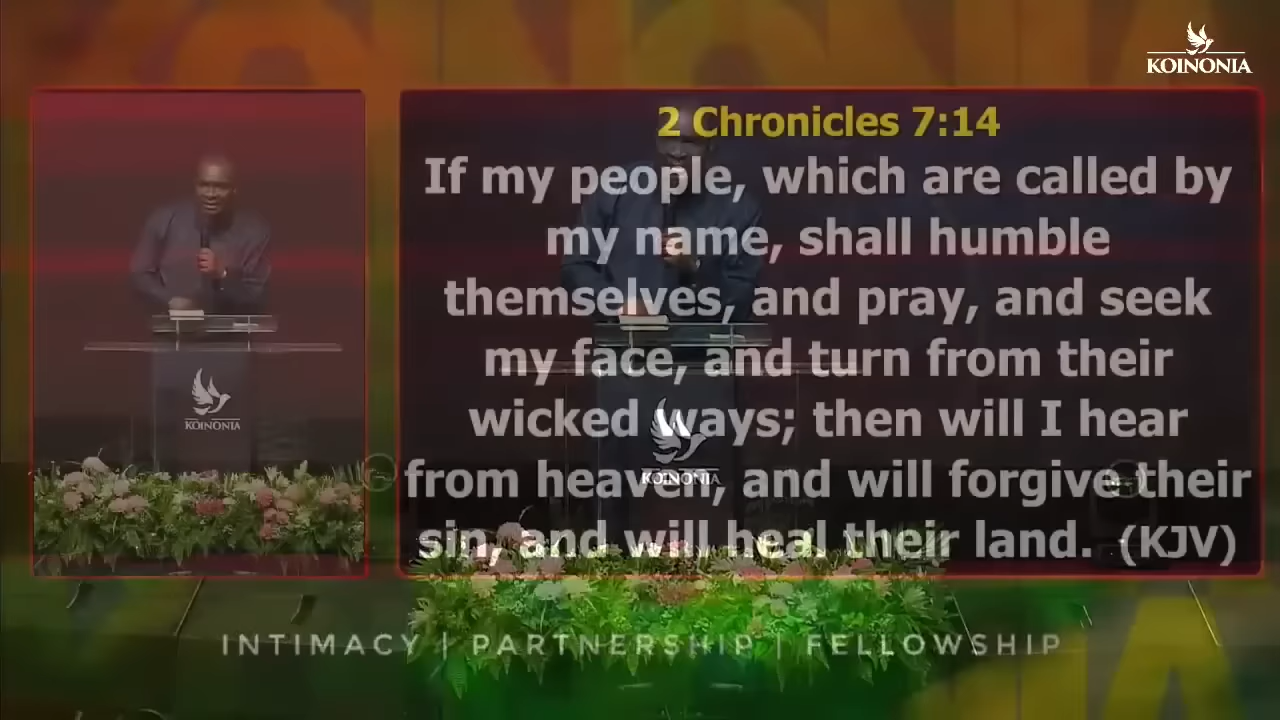 KOINONIA
2 Chronicles 7:14
If my people, which are called by
my name, shall humble
themselves, and pray, and seek
my face, and turn from their
wicked ways; then will I hear
from heaven, and will forgive their
sin, and will heal their land. (KJV)
KOINONIA
KOINONIA
INTIMACY | PARTNERSHIP | FELLOWSHIP